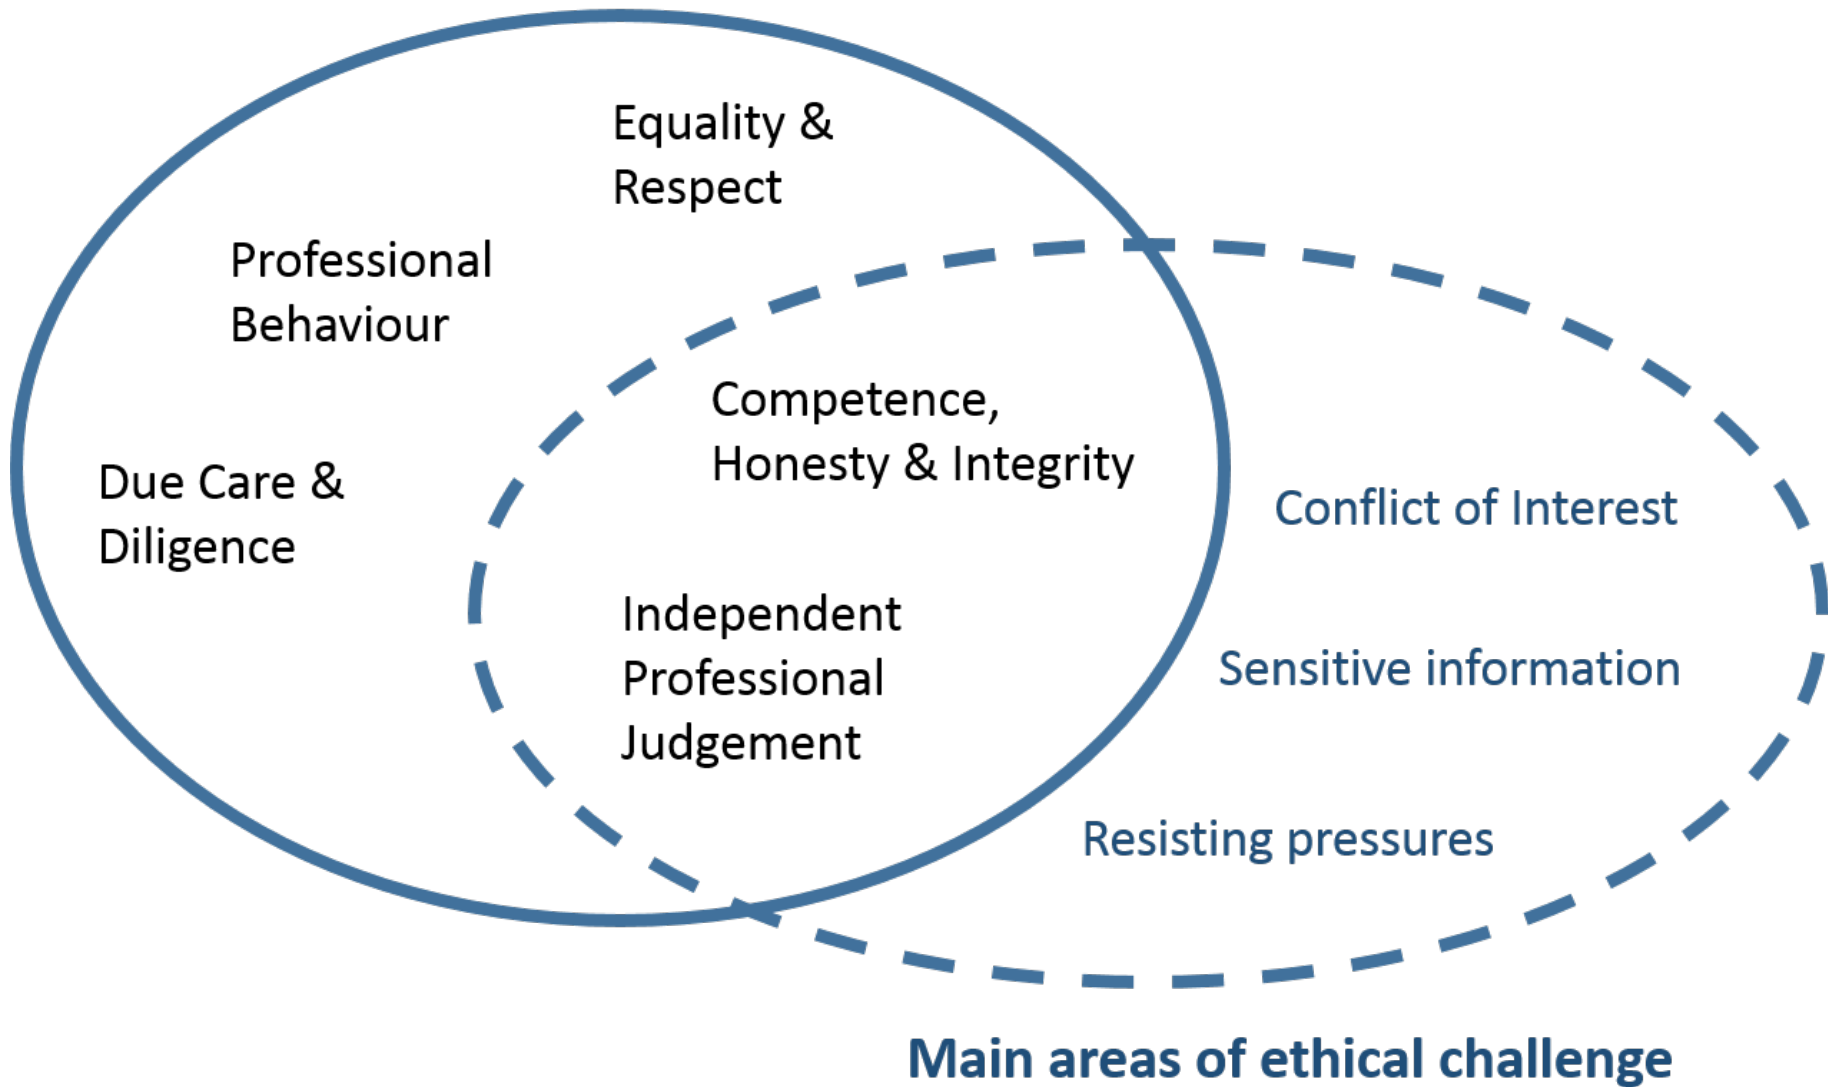 Equality &
Respect
Professional
Behaviour
Competence,
Honesty & Integrity
Due Care &
Diligence
Conflict of Interest
Independent
Professional
Judgement
Sensitive information
Resisting pressures
Main areas of ethical challenge